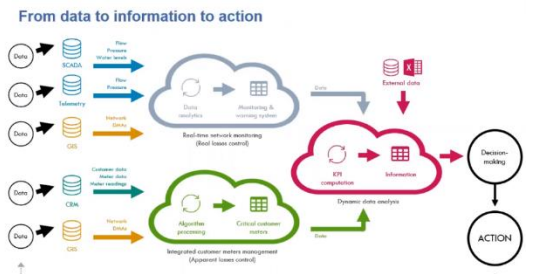 From data to information to action
Data
SCADA
Flow
Pressure
Water levels
Data
Telemetry
Flow
Pressure
Data
GIS
Network
DMAs
Data
analytics
Monitoring &
warning system
Real-time network monitoring
(Real losses control)
Data
External data
KPI
computation
Information
Dynamic data analysis
Decision-
making
ACTION
Data
CRM
Customer data
Meter data
Meter readings
Data
GIS
Network
DMAs
Algorithm
processing
Critical customer
meters
Integrated customer meters management
(Apparent losses control)
Data